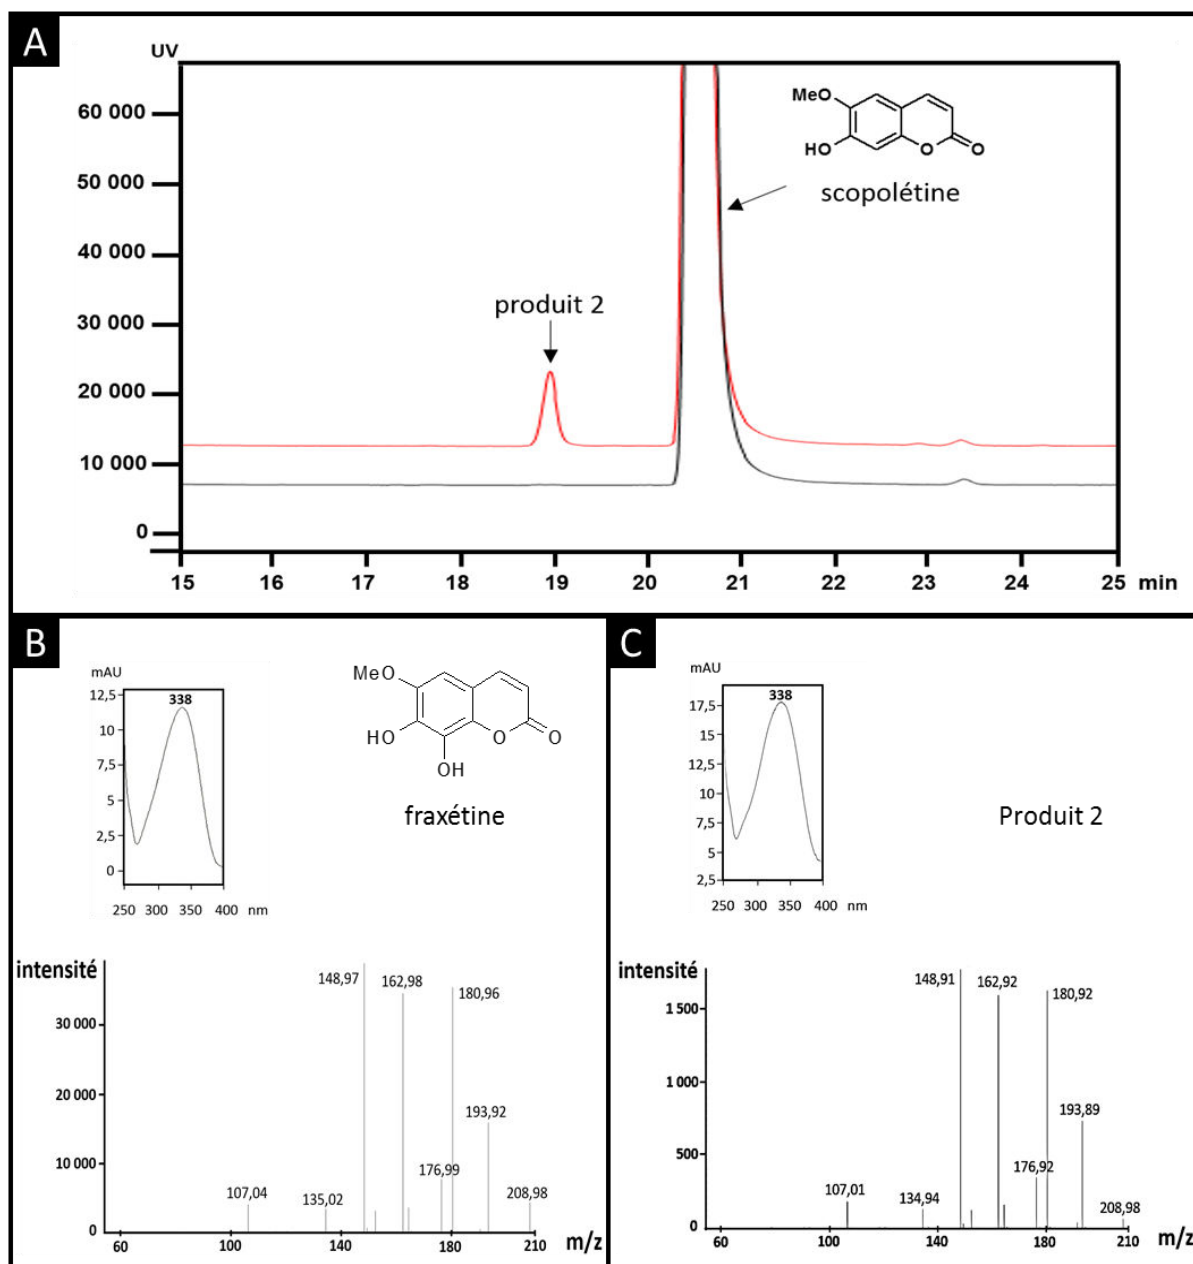 A
UV
60 000
50 000
40 000
30 000
20 000
10 000
0
MeO
HO
O
O
scopolétine
produit 2
15 16 17 18 19 20 21 22 23 24 25 min
B
mAU
12,5
10
7,5
5
2,5
0
338
250 300 350 400 nm
MeO
HO
O
O
OH
fraxétine
intensité
30 000
20 000
10 000
0
148,97
162,98
180,96
193,92
176,99
107,04
135,02
208,98
60 100 140 180 210 m/z
C
mAU
17,5
15
12,5
10
7,5
5
2,5
338
250 300 350 400 nm
Produit 2
intensité
1 500
1 000
500
0
148,91
162,92
180,92
193,89
176,92
107,01
134,94
208,98
60 100 140 180 210 m/z